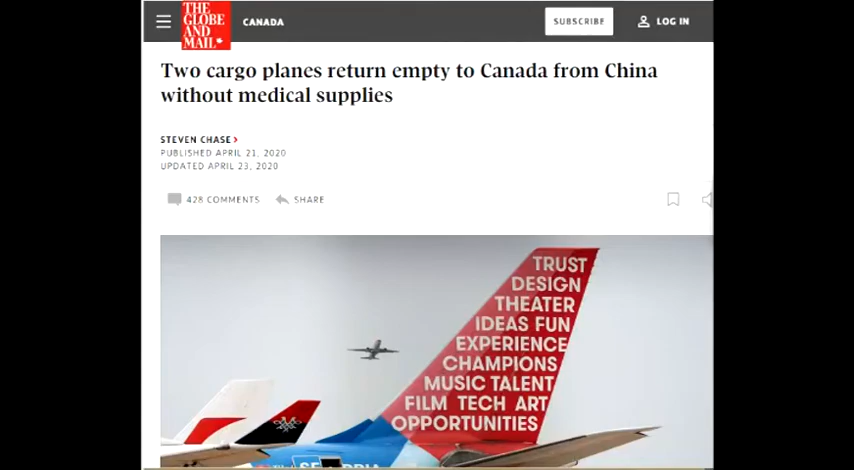 THE
GLOBE
AND
MAIL
CANADA
SUBSCRIBE
LOG IN
Two cargo planes return empty to Canada from China
without medical supplies
STEVEN CHASE
PUBLISHED APRIL 21, 2020
UPDATED APRIL 23, 2020
428 COMMENTS
SHARE
TRUST
DESIGN
THEATER
IDEAS FUN
EXPERIENCE
CHAMPIONS
MUSIC TALENT
FILM TECH ART
OPPORTUNITIES